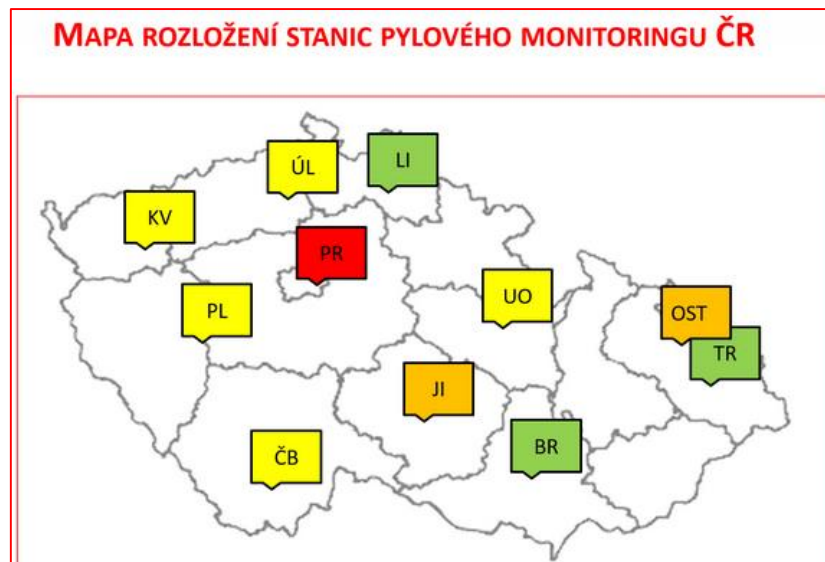 MAPA ROZLOŽENÍ STANIC PYLOVÉHO MONITORINGU ČR
ÚL
LI
KV
PR
PL
UO
OST
TR
JI
BR
ČB